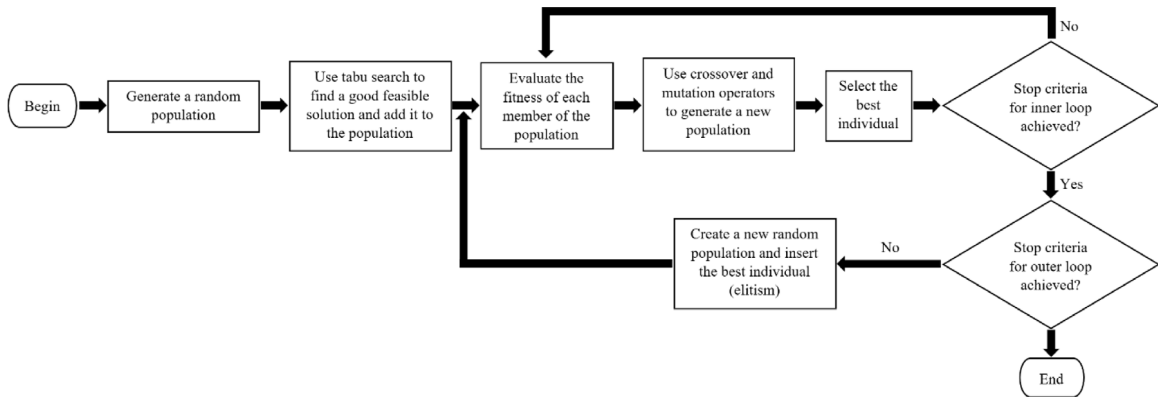 Begin
Generate a random
population
Use tabu search to
find a good feasible
solution and add it to
the population
Evaluate the
fitness of each
member of the
population
Use crossover and
mutation operators
to generate a new
population
Select the
best
individual
No
Stop criteria
for inner loop
achieved?
Yes
Stop criteria
for outer loop
achieved?
No
Create a new random
population and insert
the best individual
(elitism)
End